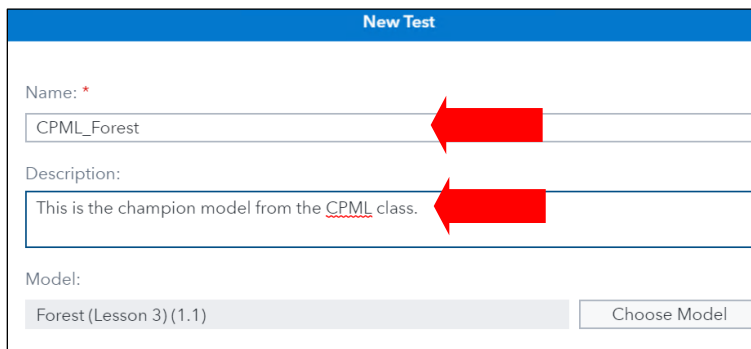 New Test
Name: *
CPML_Forest
Description:
This is the champion model from the CPML class.
Model:
Forest (Lesson 3) (1.1)
Choose Model